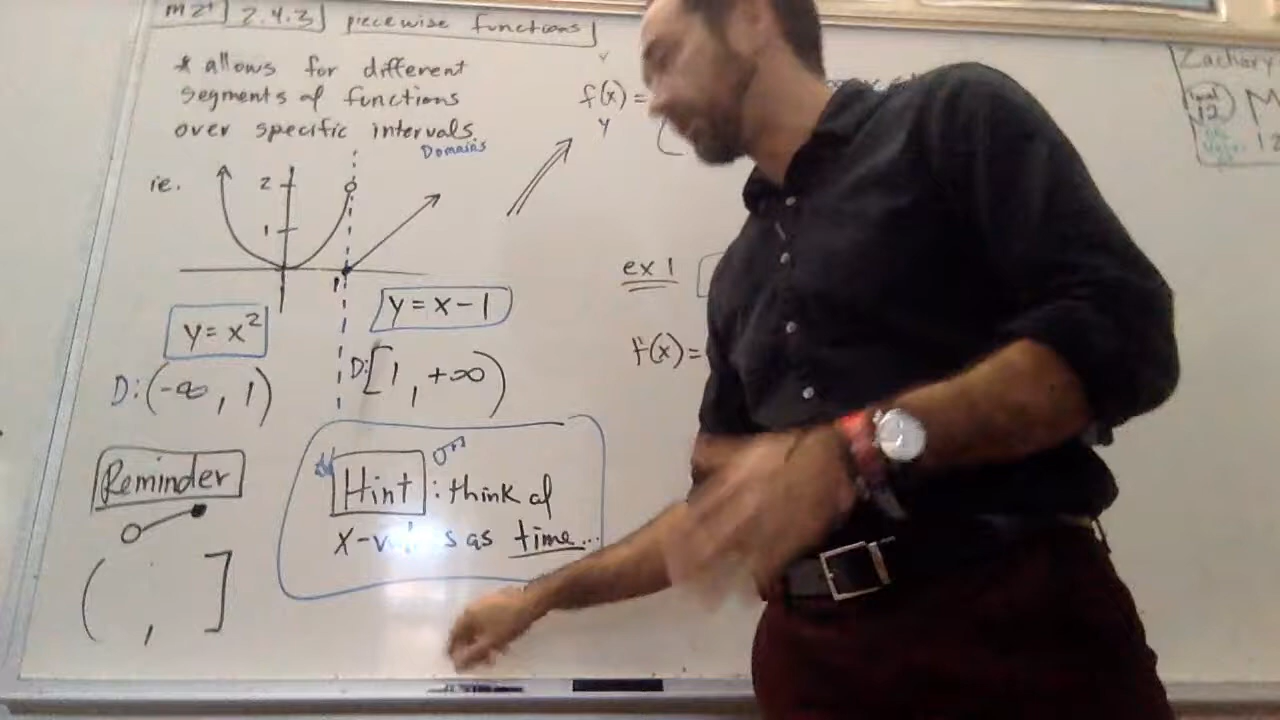 m2+ 2.4.3 piecewise functions
* allows for different
segments of functions
over specific intervals.
Domains
ie.
2
1
1
y = x²
D: (-∞, 1)
y = x - 1
D: [1, +∞)
Reminder
( , ]
Hint : think of
x-v s as time...
f(x) =
y
ex 1
f(x) =
Zachary
12
M